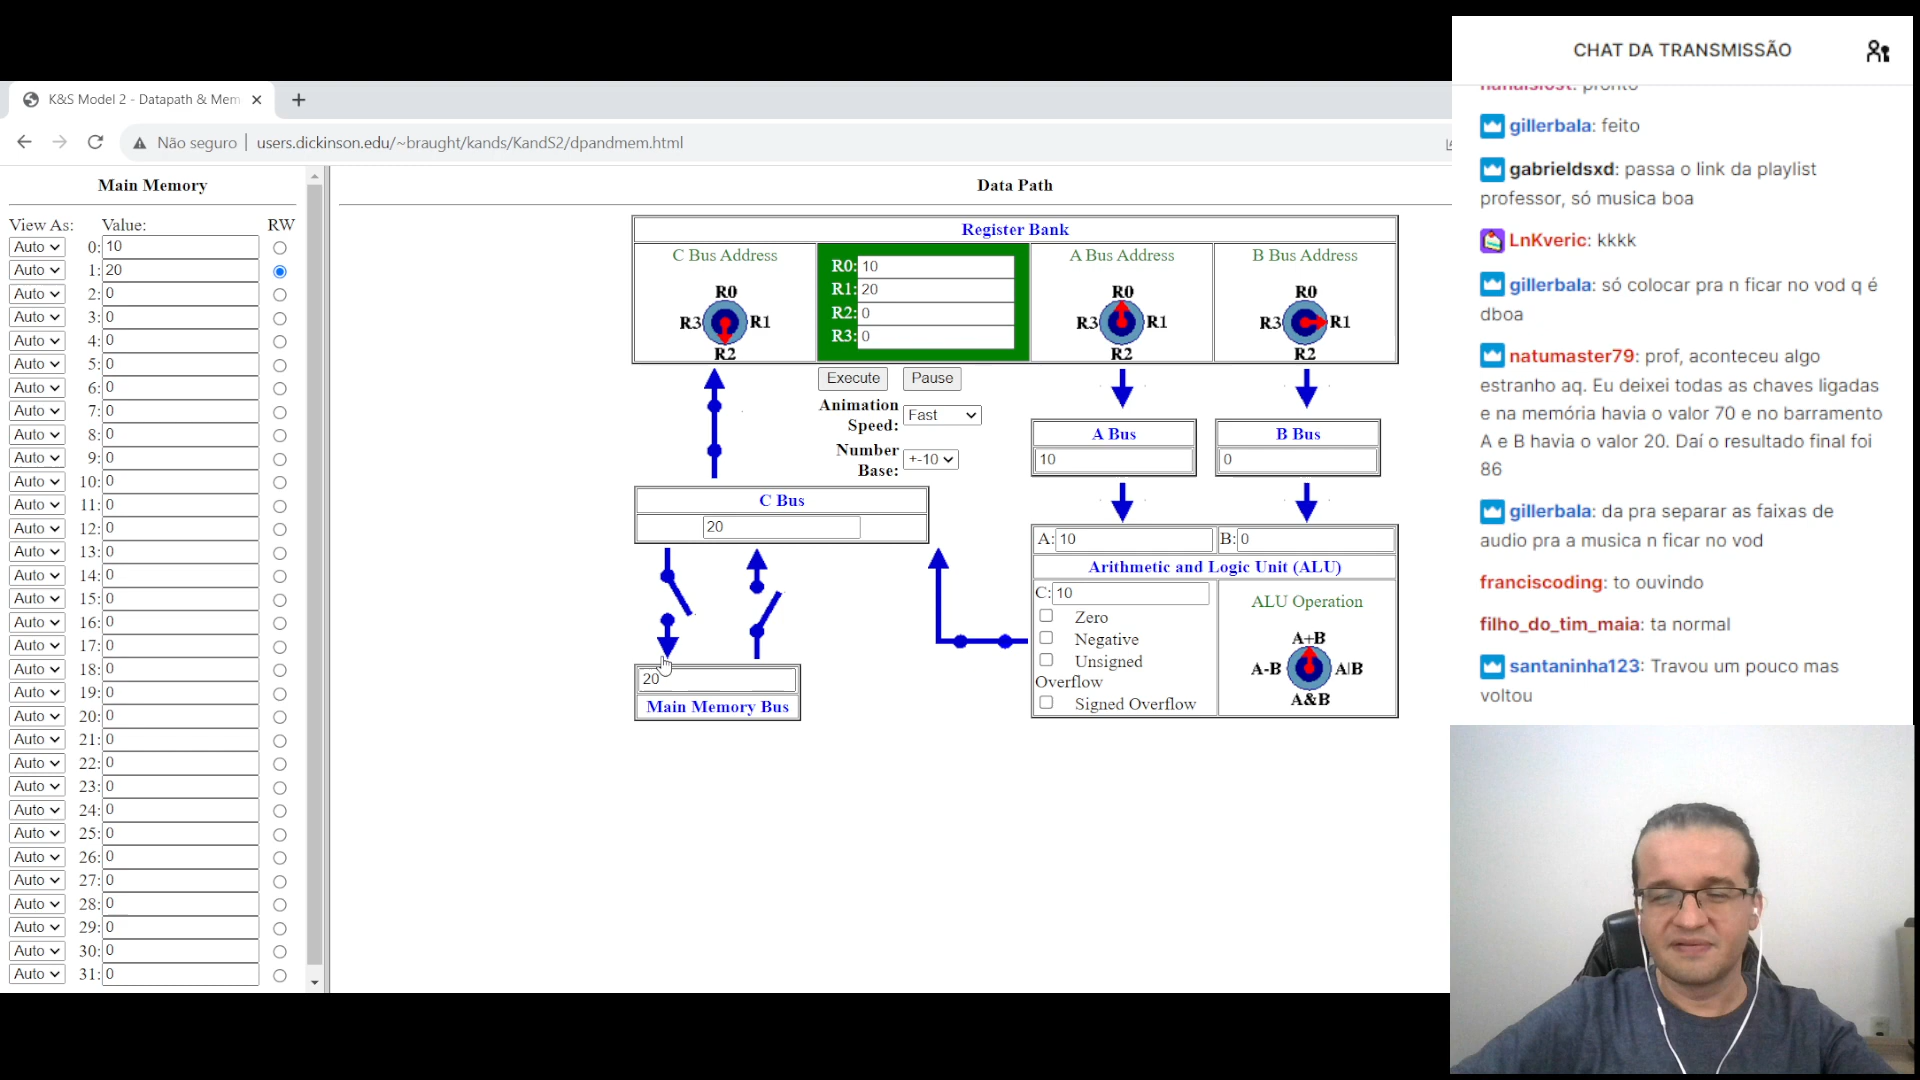 K&S Model 2 - Datapath & Mem
Não seguro
users.dickinson.edu/~braught/kands/KandS2/dpandmem.html
Main Memory
View As: Value: RW
Auto 0: 10
Auto 1: 20
Auto 2: 0
Auto 3: 0
Auto 4: 0
Auto 5: 0
Auto 6: 0
Auto 7: 0
Auto 8: 0
Auto 9: 0
Auto 10: 0
Auto 11: 0
Auto 12: 0
Auto 13: 0
Auto 14: 0
Auto 15: 0
Auto 16: 0
Auto 17: 0
Auto 18: 0
Auto 19: 0
Auto 20: 0
Auto 21: 0
Auto 22: 0
Auto 23: 0
Auto 24: 0
Auto 25: 0
Auto 26: 0
Auto 27: 0
Auto 28: 0
Auto 29: 0
Auto 30: 0
Auto 31: 0
Data Path
Register Bank
C Bus Address
R0
R3 R1
R2
R0: 10
R1: 20
R2: 0
R3: 0
A Bus Address
R0
R3 R1
R2
B Bus Address
R0
R3 R1
R2
Execute Pause
Animation
Speed: Fast
Number
Base: +-10
A Bus
10
B Bus
0
C Bus
20
A: 10 B: 0
Arithmetic and Logic Unit (ALU)
C: 10
Zero
Negative
Unsigned
Overflow
Signed Overflow
ALU Operation
A+B
A-B A|B
A&B
20
Main Memory Bus
CHAT DA TRANSMISSÃO
gillerbala: feito
gabrieldsxd: passa o link da playlist
professor, só musica boa
LnKveric: kkkk
gillerbala: só colocar pra n ficar no vod q é
dboa
natumaster79: prof, aconteceu algo
estranho aq. Eu deixei todas as chaves ligadas
e na memória havia o valor 70 e no barramento
A e B havia o valor 20. Daí o resultado final foi
86
gillerbala: da pra separar as faixas de
audio pra a musica n ficar no vod
franciscoding: to ouvindo
filho_do_tim_maia: ta normal
santaninha123: Travou um pouco mas
voltou